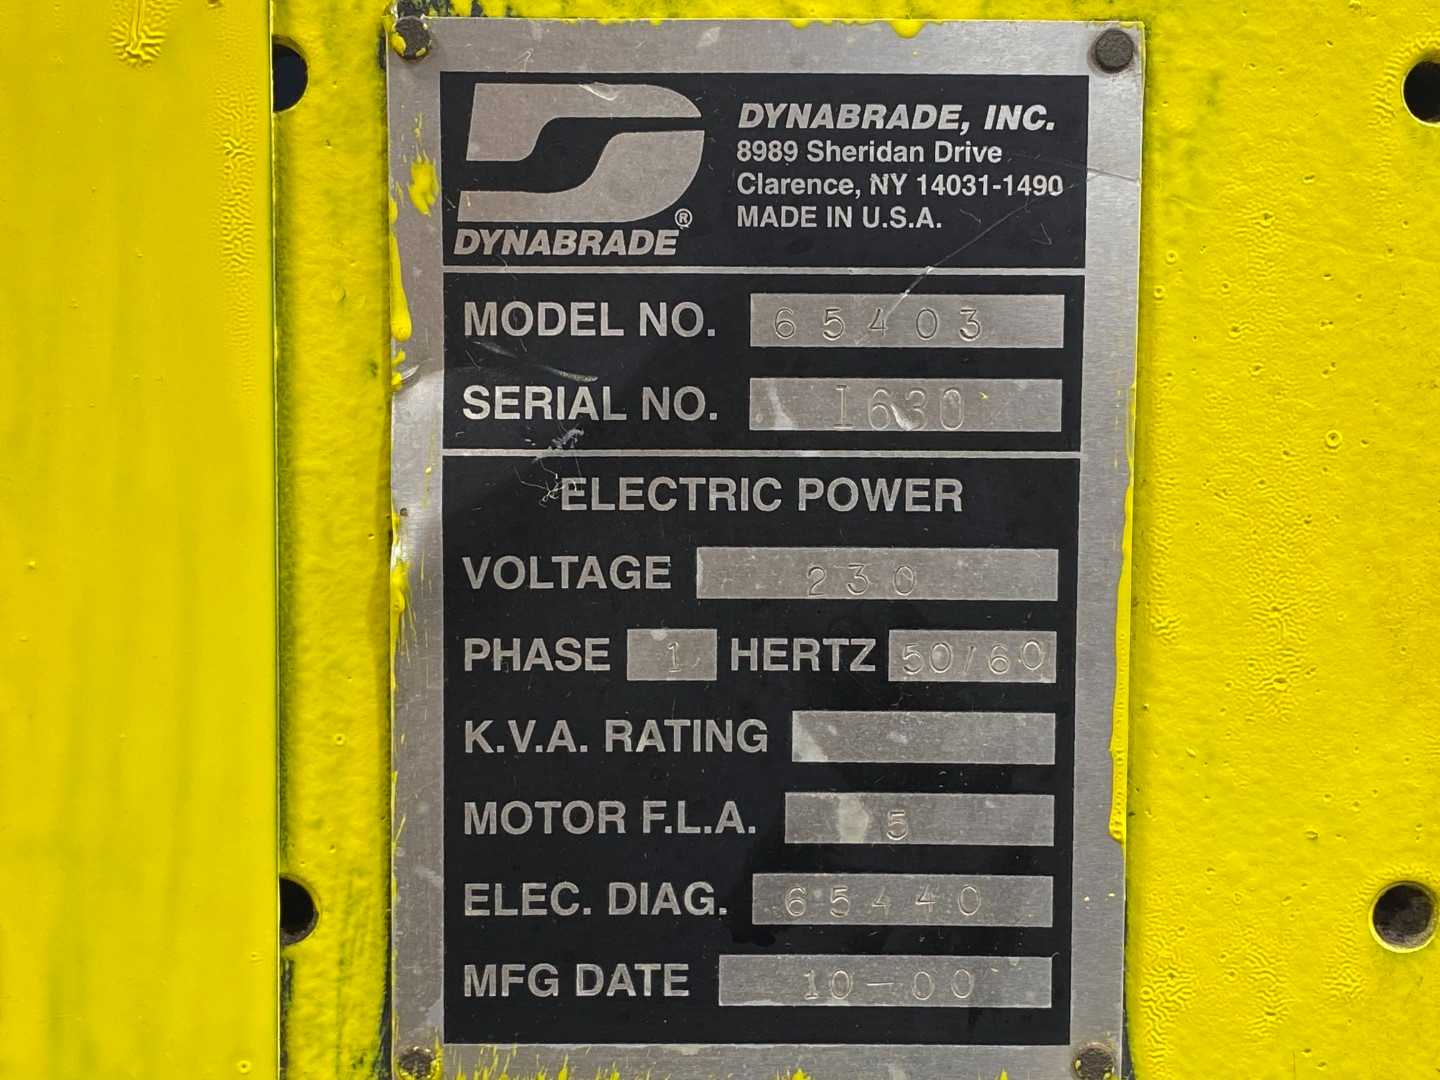 DYNABRADE, INC.
8989 Sheridan Drive
Clarence, NY 14031-1490
MADE IN U.S.A.
®
DYNABRADE
MODEL NO. 65403
SERIAL NO. 1630
ELECTRIC POWER
VOLTAGE 230
PHASE 1 HERTZ 50/60
K.V.A. RATING
MOTOR F.L.A. 5
ELEC. DIAG. 65440
MFG DATE 10-00